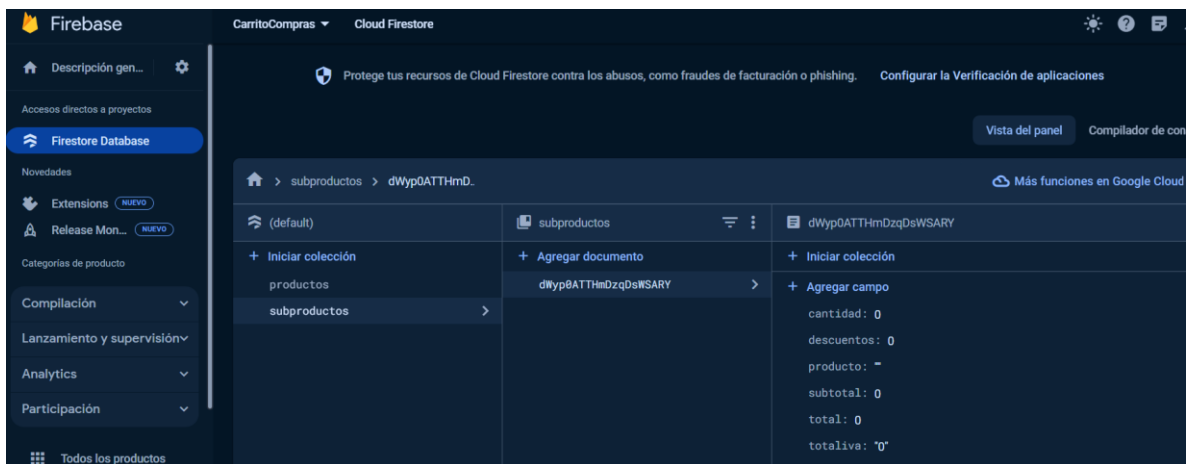 Firebase
CarritoCompras
Cloud Firestore
Descripción gen...
Protege tus recursos de Cloud Firestore contra los abusos, como fraudes de facturación o phishing.
Configurar la Verificación de aplicaciones
Accesos directos a proyectos
Firestore Database
Vista del panel
Compilador de con
Novedades
Extensions NUEVO
Release Mon... NUEVO
Categorías de producto
Compilación
Lanzamiento y supervisión
Analytics
Participación
Todos los productos
> subproductos > dWyp0ATTHmD..
Más funciones en Google Cloud
(default)
+ Iniciar colección
productos
subproductos >
subproductos
+ Agregar documento
dWyp0ATTHmDzqDsWSARY >
dWyp0ATTHmDzqDsWSARY
+ Iniciar colección
+ Agregar campo
cantidad: 0
descuentos: 0
producto: ""
subtotal: 0
total: 0
totaliva: "0"